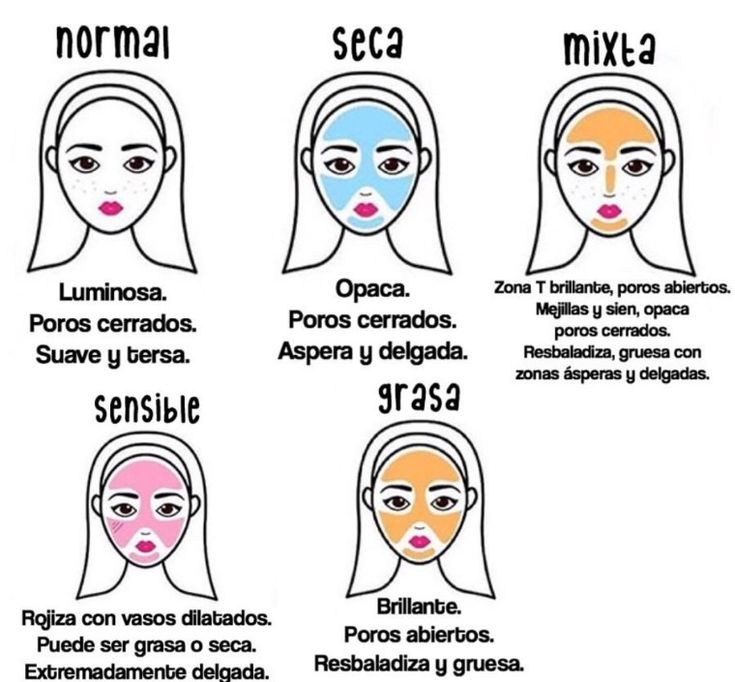 normal
Luminosa.
Poros cerrados.
Suave y tersa.
seca
Opaca.
Poros cerrados.
Aspera y delgada.
mixta
Zona T brillante, poros abiertos.
Mejillas y sien, opaca
poros cerrados.
Resbaladiza, gruesa con
zonas ásperas y delgadas.
sensible
Rojiza con vasos dilatados.
Puede ser grasa o seca.
Extremadamente delgada.
grasa
Brillante.
Poros abiertos.
Resbaladiza y gruesa.